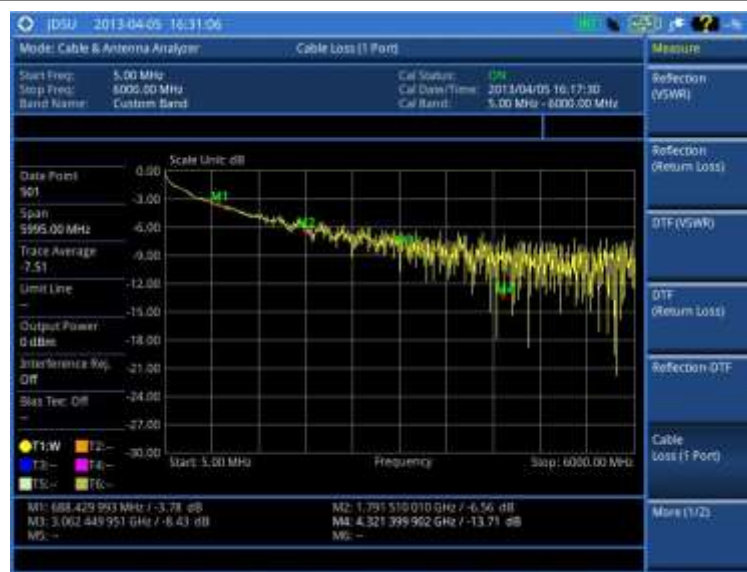 JDSU 2013-04-05 16:31:06
Mode: Cable & Antenna Analyzer
Cable Loss (1 Port)
Measure
Start Freq: 5.00 MHz
Stop Freq: 6000.00 MHz
Band Name: Custom Band
Cal Status: ON
Cal Date/Time: 2013/04/05 16:17:30
Cal Band: 5.00 MHz - 6000.00 MHz
Reflection
(VSWR)
Reflection
(Return Loss)
DTF (VSWR)
DTF
(Return Loss)
Reflection-DTF
Cable
Loss (1 Port)
More (1/2)
Data Point
501
Span
5995.00 MHz
Trace Average
-7.51
Limit Line
--
Output Power
0 dBm
Interference Rej.
Off
Bias Tee: Off
--
T1:W T2:--
T3:-- T4:--
T5:-- T6:--
Scale Unit: dB
0.00
-3.00
-6.00
-9.00
-12.00
-15.00
-18.00
-21.00
-24.00
-27.00
-30.00
M1
M2
M4
Start: 5.00 MHz
Frequency
Stop: 6000.00 MHz
M1: 688.429 993 MHz / -3.78 dB
M2: 1.791 510 010 GHz / -6.56 dB
M3: 3.062 449 951 GHz / -8.43 dB
M4: 4.321 399 902 GHz / -13.71 dB
M5: --
M6: --